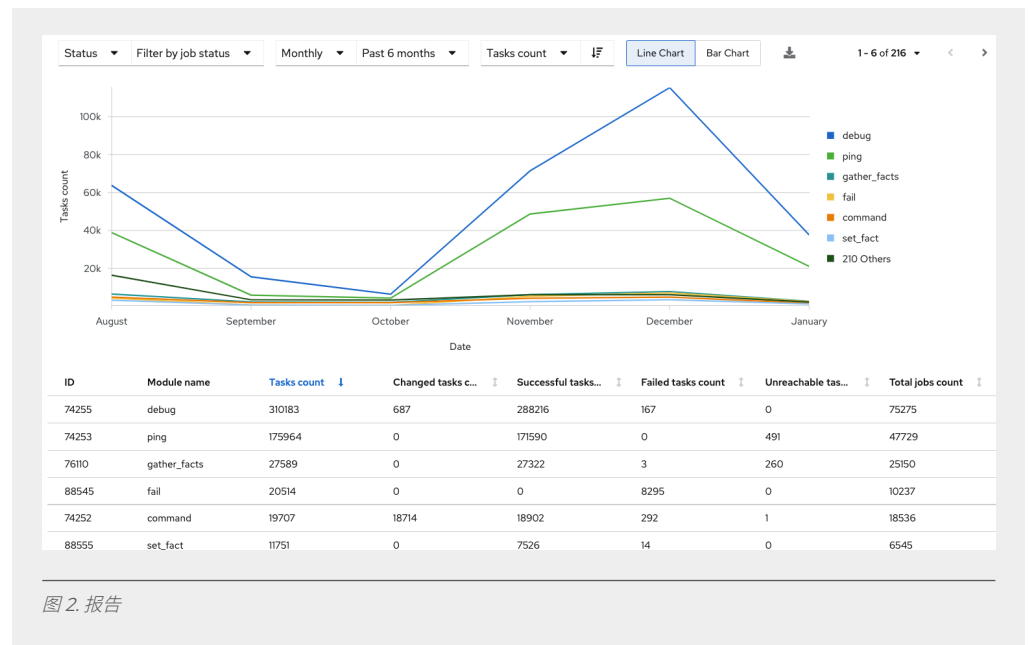 Status Filter by job status Monthly Past 6 months Tasks count Line Chart Bar Chart 1 - 6 of 216
100k
80k
60k
40k
20k
Tasks count
August September October November December January
Date
debug
ping
gather_facts
fail
command
set_fact
210 Others
ID Module name Tasks count Changed tasks c... Successful tasks... Failed tasks count Unreachable tas... Total jobs count
74255 debug 310183 687 288216 167 0 75275
74253 ping 175964 0 171590 0 491 47729
76110 gather_facts 27589 0 27322 3 260 25150
88545 fail 20514 0 0 8295 0 10237
74252 command 19707 18714 18902 292 1 18536
88555 set_fact 11751 0 7526 14 0 6545
图 2. 报告